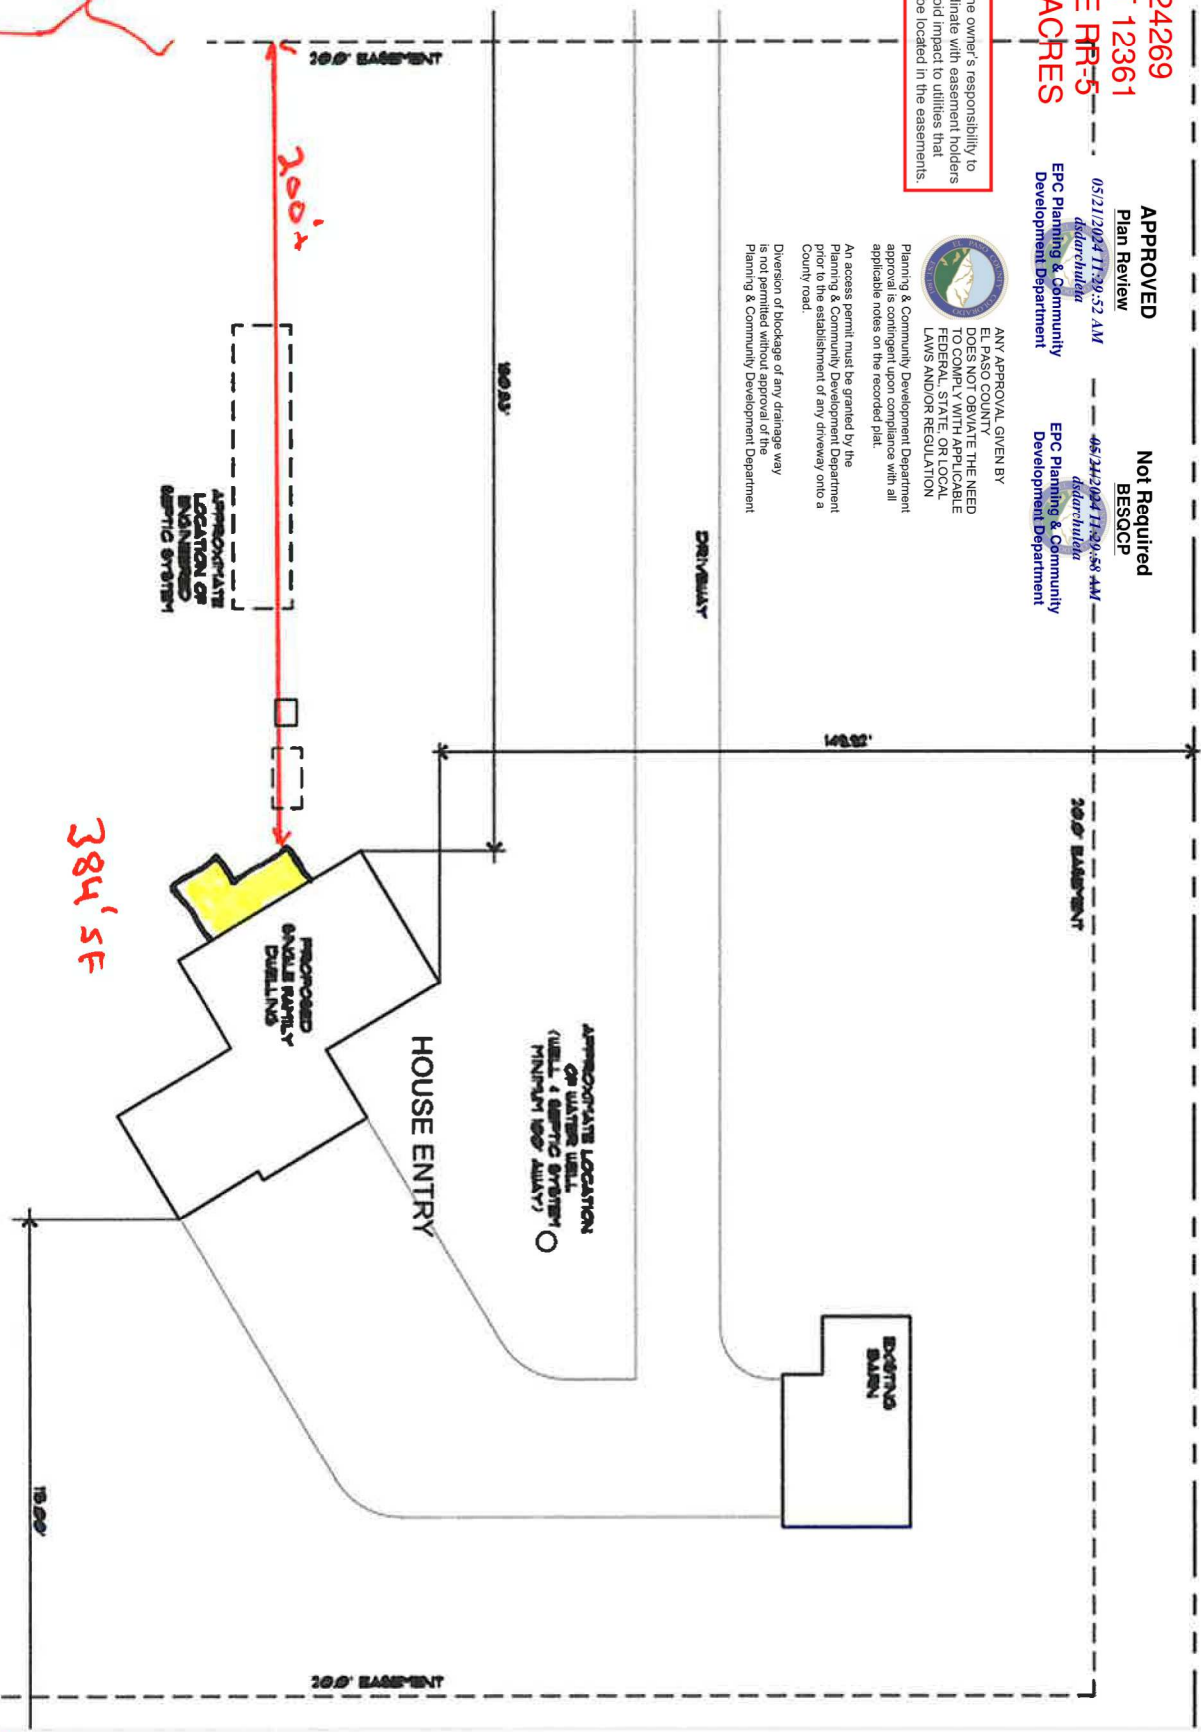 24269
12361
RR-5
ACRES
APPROVED
Plan Review
05/21/2024 11:29:52 AM
dsdarchuleta
EPC Planning & Community
Development Department
Not Required
BESQCP
05/21/2024 11:29:58 AM
dsdarchuleta
EPC Planning & Community
Development Department
he owner's responsibility to
dinate with easement holders
oid impact to utilities that
be located in the easements.
ANY APPROVAL GIVEN BY
EL PASO COUNTY
DOES NOT OBVIATE THE NEED
TO COMPLY WITH APPLICABLE
FEDERAL, STATE, OR LOCAL
LAWS AND/OR REGULATION
Planning & Community Development Department
approval is contingent upon compliance with all
applicable notes on the recorded plat.
An access permit must be granted by the
Planning & Community Development Department
prior to the establishment of any driveway onto a
County road.
Diversion of blockage of any drainage way
is not permitted without approval of the
Planning & Community Development Department
20.0' EASEMENT
20.0' EASEMENT
20.0' EASEMENT
DRIVEWAY
EXISTING
BARN
APPROXIMATE LOCATION
OF WATER WELL
(WELL & SEPTIC SYSTEM
MINIMUM 100' AWAY)
HOUSE ENTRY
PROPOSED
SINGLE FAMILY
DWELLING
APPROXIMATE
LOCATION OF
ENGINEERED
SEPTIC SYSTEM
200'±
384' SF